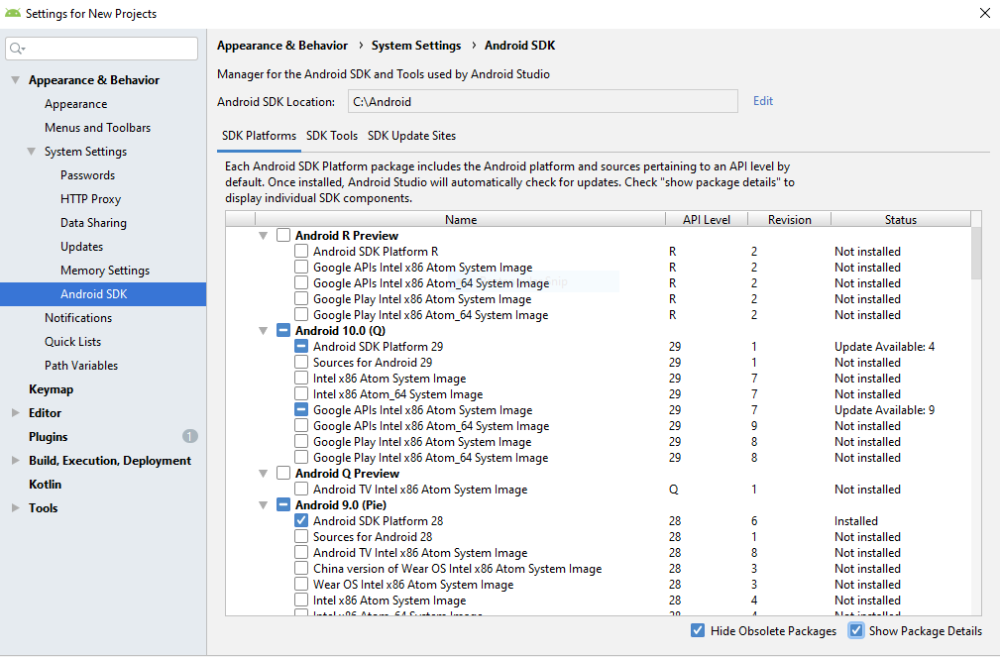 Settings for New Projects
Appearance & Behavior
Appearance
Menus and Toolbars
System Settings
Passwords
HTTP Proxy
Data Sharing
Updates
Memory Settings
Android SDK
Notifications
Quick Lists
Path Variables
Keymap
Editor
Plugins 1
Build, Execution, Deployment
Kotlin
Tools
Appearance & Behavior › System Settings › Android SDK
Manager for the Android SDK and Tools used by Android Studio
Android SDK Location: C:\Android Edit
SDK Platforms SDK Tools SDK Update Sites
Each Android SDK Platform package includes the Android platform and sources pertaining to an API level by
default. Once installed, Android Studio will automatically check for updates. Check "show package details" to
display individual SDK components.
Name API Level Revision Status
Android R Preview
Android SDK Platform R R 2 Not installed
Google APIs Intel x86 Atom System Image R 2 Not installed
Google APIs Intel x86 Atom_64 System Image R 2 Not installed
Google Play Intel x86 Atom System Image R 2 Not installed
Google Play Intel x86 Atom_64 System Image R 2 Not installed
Android 10.0 (Q)
Android SDK Platform 29 29 1 Update Available: 4
Sources for Android 29 29 1 Not installed
Intel x86 Atom System Image 29 7 Not installed
Intel x86 Atom_64 System Image 29 7 Not installed
Google APIs Intel x86 Atom System Image 29 7 Update Available: 9
Google APIs Intel x86 Atom_64 System Image 29 9 Not installed
Google Play Intel x86 Atom System Image 29 8 Not installed
Google Play Intel x86 Atom_64 System Image 29 8 Not installed
Android Q Preview
Android TV Intel x86 Atom System Image Q 1 Not installed
Android 9.0 (Pie)
Android SDK Platform 28 28 6 Installed
Sources for Android 28 28 1 Not installed
Android TV Intel x86 Atom System Image 28 8 Not installed
China version of Wear OS Intel x86 Atom System Image 28 3 Not installed
Wear OS Intel x86 Atom System Image 28 3 Not installed
Intel x86 Atom System Image 28 4 Not installed
Intel x86 Atom_64 System Image 28 4 Not installed
Hide Obsolete Packages Show Package Details